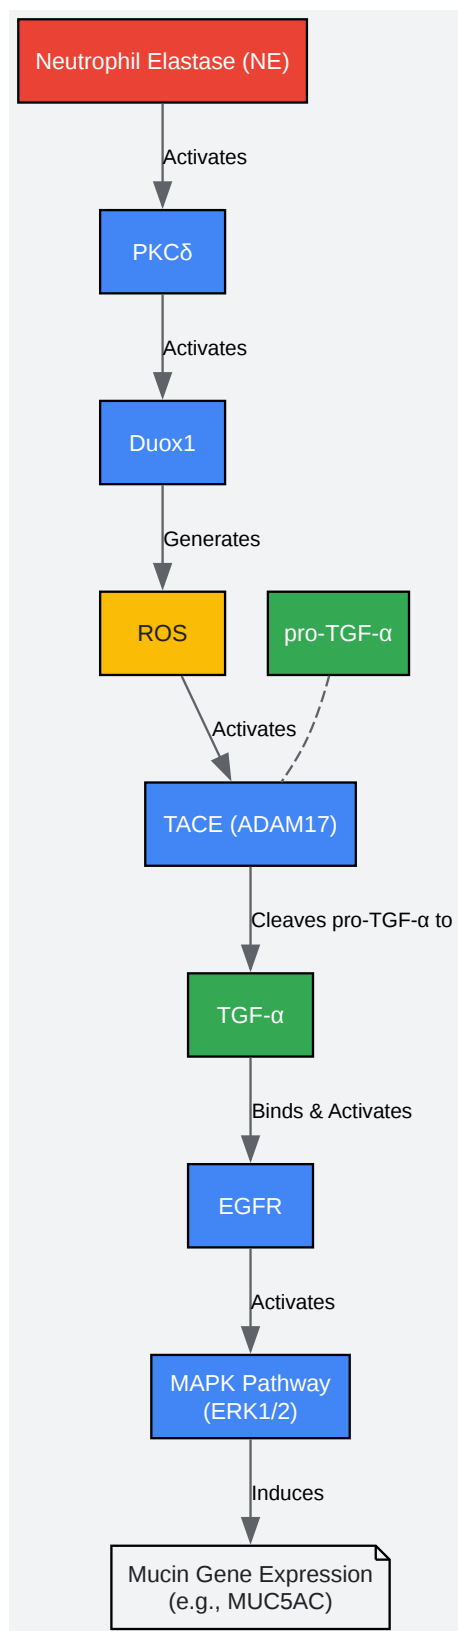 Neutrophil Elastase (NE)
Activates
PKCδ
Activates
Duox1
Generates
ROS
pro-TGF-α
Activates
TACE (ADAM17)
Cleaves pro-TGF-α to
TGF-α
Binds & Activates
EGFR
Activates
MAPK Pathway
(ERK1/2)
Induces
Mucin Gene Expression
(e.g., MUC5AC)